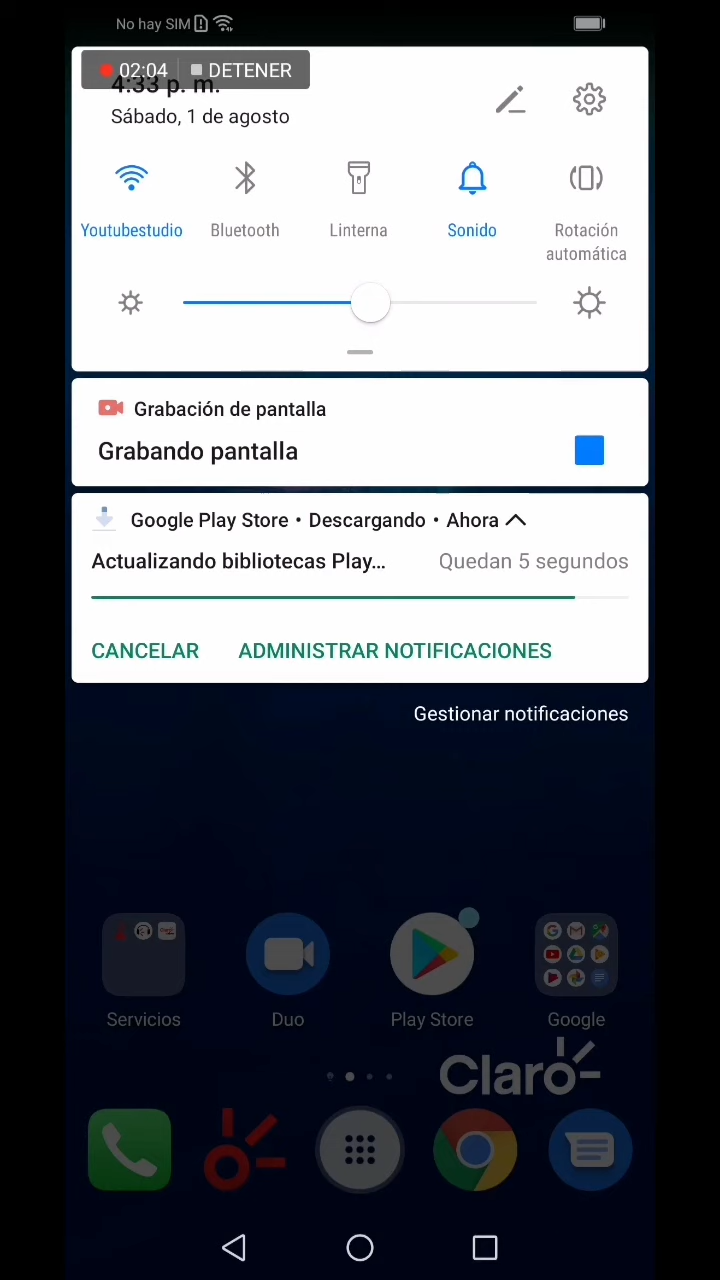 No hay SIM
02:04 DETENER
4:33 p. m.
Sábado, 1 de agosto
Youtubestudio Bluetooth Linterna Sonido Rotación automática
Grabación de pantalla
Grabando pantalla
Google Play Store • Descargando • Ahora
Actualizando bibliotecas Play... Quedan 5 segundos
CANCELAR ADMINISTRAR NOTIFICACIONES
Gestionar notificaciones
Servicios Duo Play Store Google
Claro